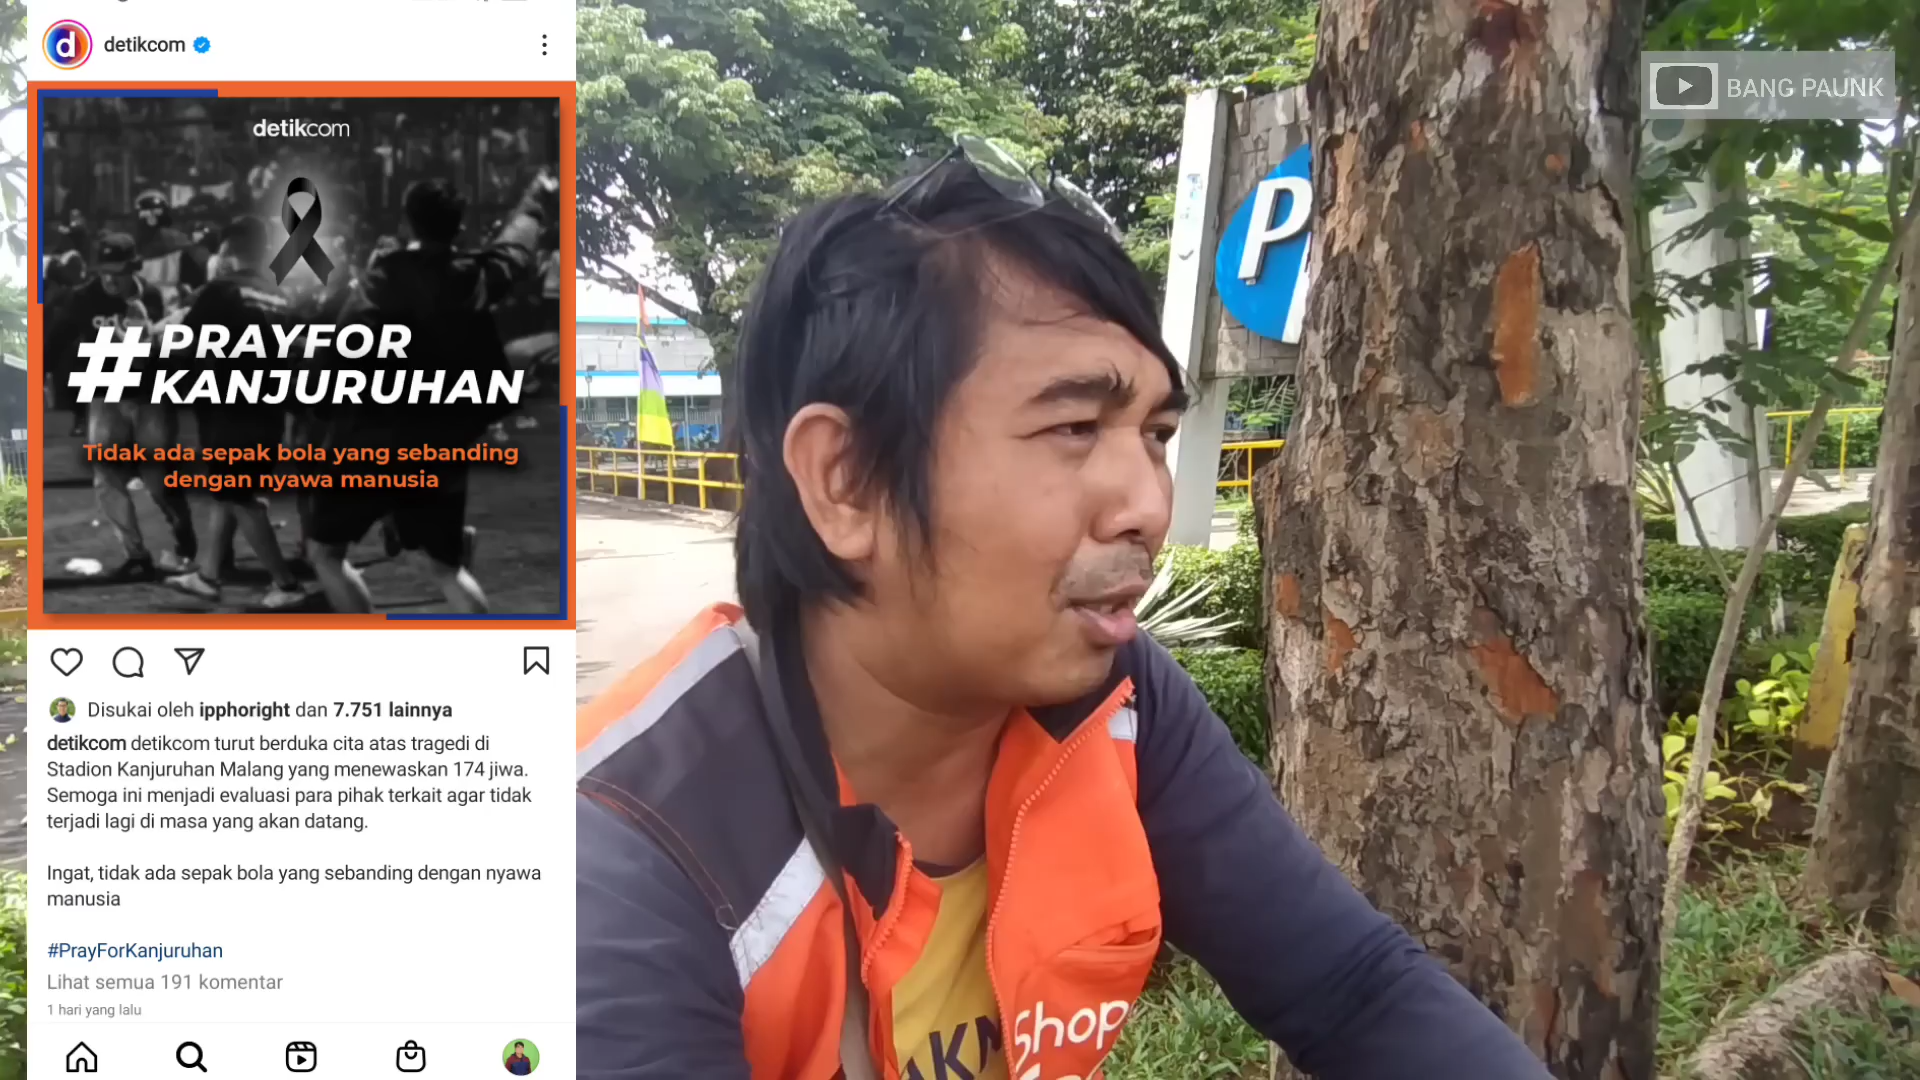 detikcom
detikcom
#PRAYFOR
KANJURUHAN
Tidak ada sepak bola yang sebanding
dengan nyawa manusia
Disukai oleh ipphoright dan 7.751 lainnya
detikcom detikcom turut berduka cita atas tragedi di
Stadion Kanjuruhan Malang yang menewaskan 174 jiwa.
Semoga ini menjadi evaluasi para pihak terkait agar tidak
terjadi lagi di masa yang akan datang.
Ingat, tidak ada sepak bola yang sebanding dengan nyawa
manusia
#PrayForKanjuruhan
Lihat semua 191 komentar
1 hari yang lalu
BANG PAUNK
P
Shop